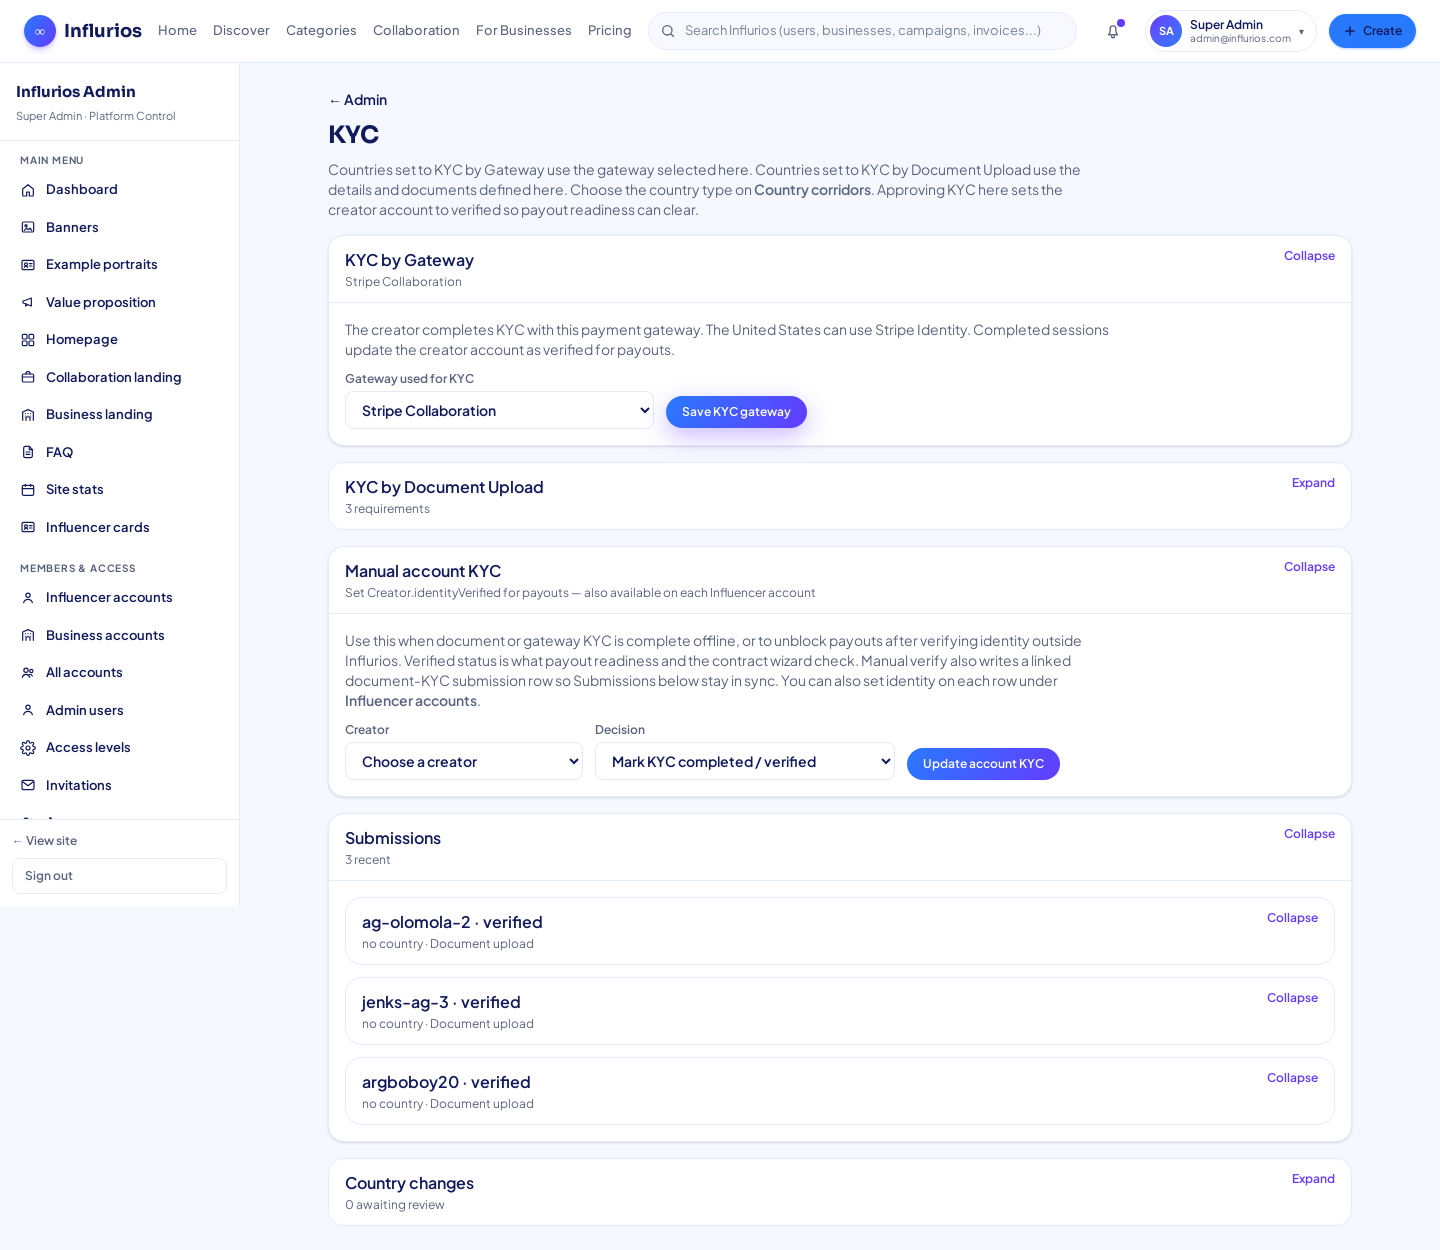 Influrios
Home
Discover
Categories
Collaboration
For Businesses
Pricing
Search Influrios (users, businesses, campaigns, invoices...)
SA
Super Admin
admin@influrios.com
Create
Influrios Admin
Super Admin · Platform Control
MAIN MENU
Dashboard
Banners
Example portraits
Value proposition
Homepage
Collaboration landing
Business landing
FAQ
Site stats
Influencer cards
MEMBERS & ACCESS
Influencer accounts
Business accounts
All accounts
Admin users
Access levels
Invitations
← View site
Sign out
← Admin
KYC
Countries set to KYC by Gateway use the gateway selected here. Countries set to KYC by Document Upload use the
details and documents defined here. Choose the country type on Country corridors. Approving KYC here sets the
creator account to verified so payout readiness can clear.
KYC by Gateway
Collapse
Stripe Collaboration
The creator completes KYC with this payment gateway. The United States can use Stripe Identity. Completed sessions
update the creator account as verified for payouts.
Gateway used for KYC
Stripe Collaboration
Save KYC gateway
KYC by Document Upload
Expand
3 requirements
Manual account KYC
Collapse
Set Creator.identityVerified for payouts — also available on each Influencer account
Use this when document or gateway KYC is complete offline, or to unblock payouts after verifying identity outside
Influrios. Verified status is what payout readiness and the contract wizard check. Manual verify also writes a linked
document-KYC submission row so Submissions below stay in sync. You can also set identity on each row under
Influencer accounts.
Creator
Decision
Choose a creator
Mark KYC completed / verified
Update account KYC
Submissions
Collapse
3 recent
ag-olomola-2 · verified
Collapse
no country · Document upload
jenks-ag-3 · verified
Collapse
no country · Document upload
argboboy20 · verified
Collapse
no country · Document upload
Country changes
Expand
0 awaiting review